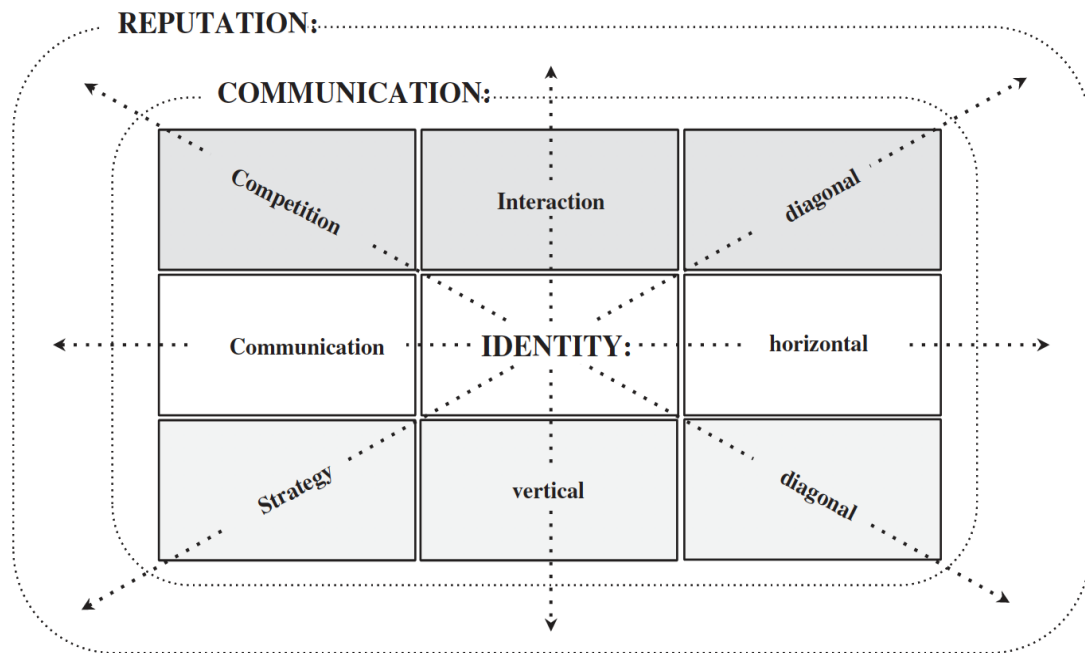 REPUTATION:
COMMUNICATION:
Competition
Interaction
diagonal
Communication
IDENTITY:
horizontal
Strategy
vertical
diagonal